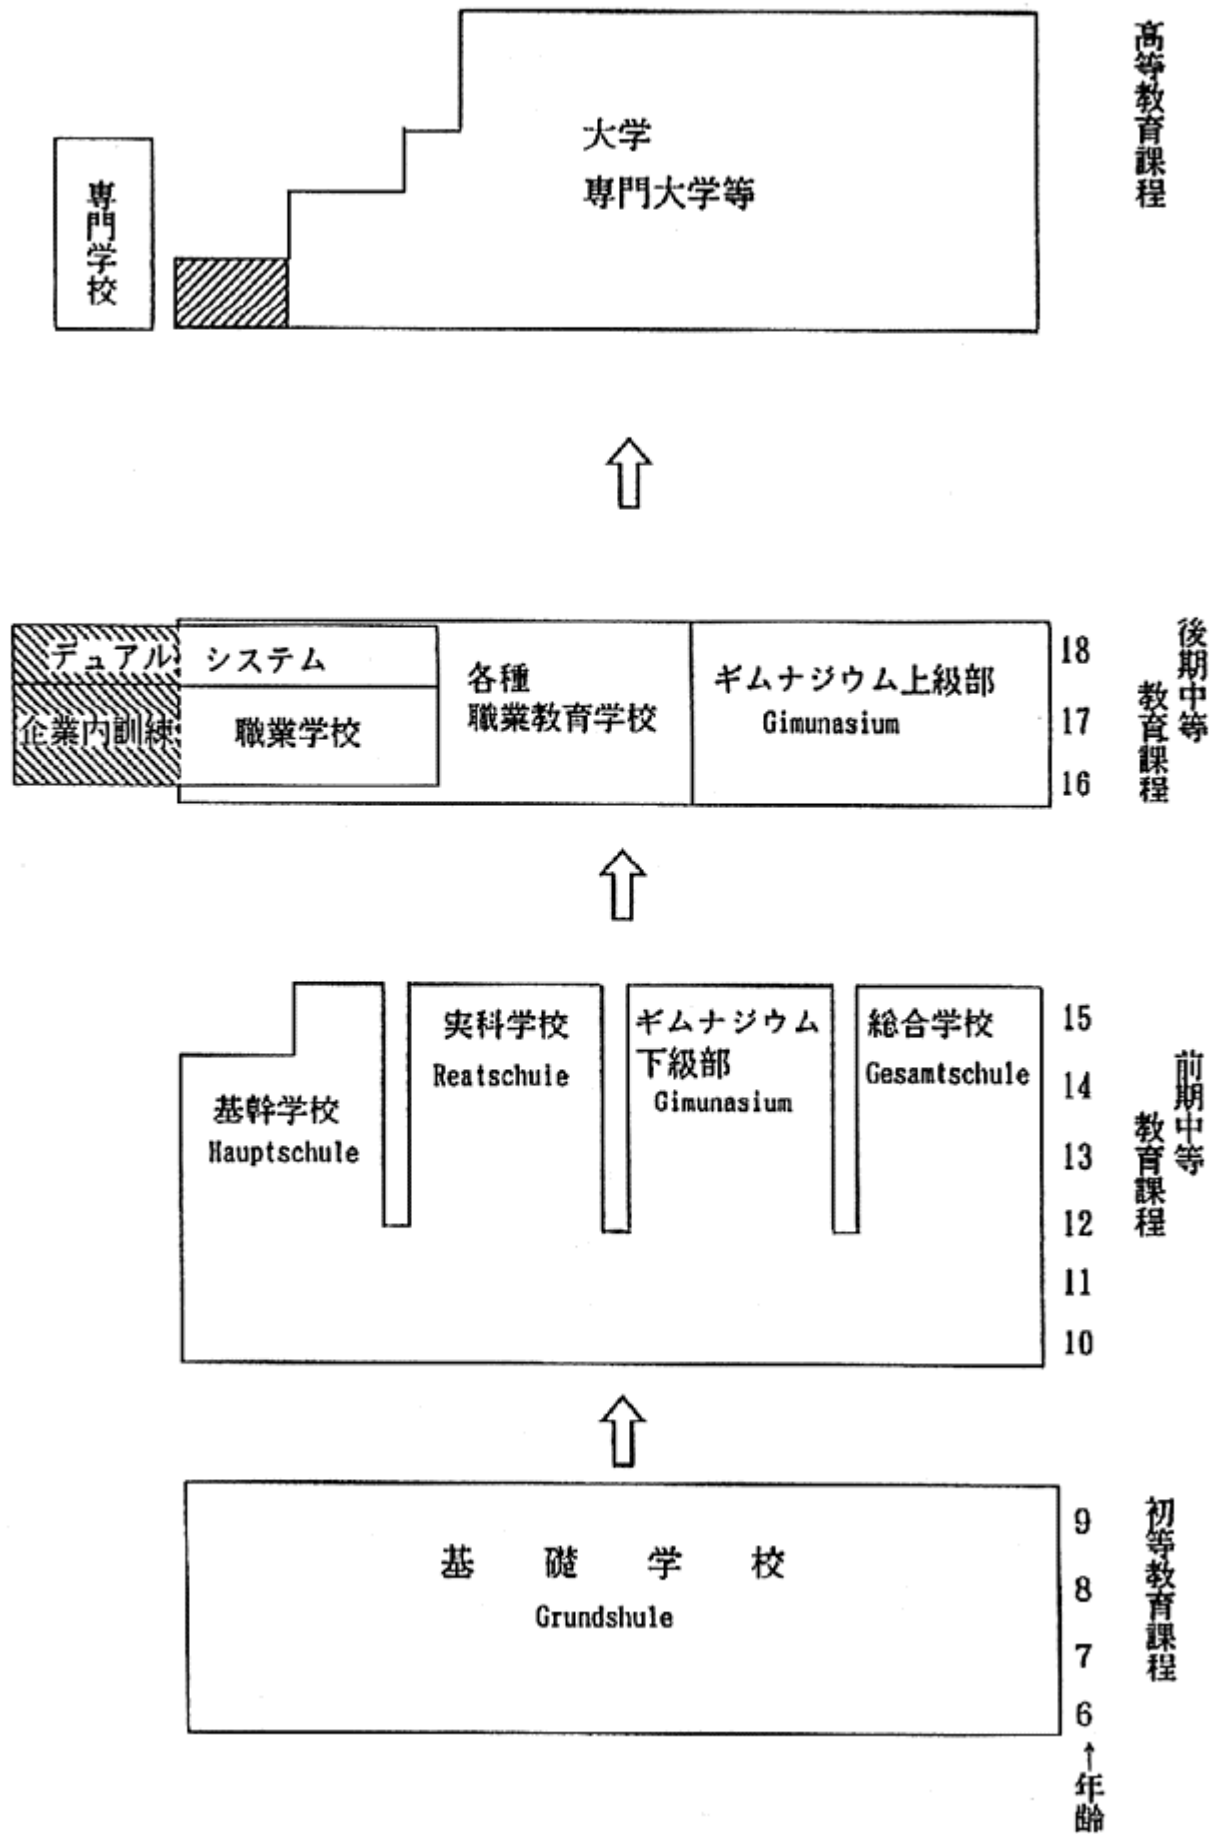 高等教育課程
大学
専門大学等
専門学校
デュアル システム
企業内訓練
職業学校
各種
職業教育学校
ギムナジウム上級部
Gimunasium
18
17
16
後期中等
教育課程
基幹学校
Hauptschule
実科学校
Reatschuie
ギムナジウム
下級部
Gimunasium
総合学校
Gesamtschule
15
14
13
12
11
10
前期中等
教育課程
基礎学校
Grundshule
9
8
7
6
初等教育課程
↑年齢